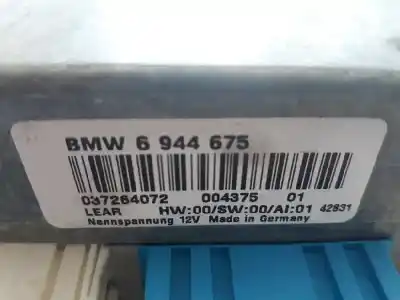 BMW 6 944 675
037264072 004375 01
LEAR HW:00/SW:00/AI:01 42831
Nennspannung 12V Made in Germany